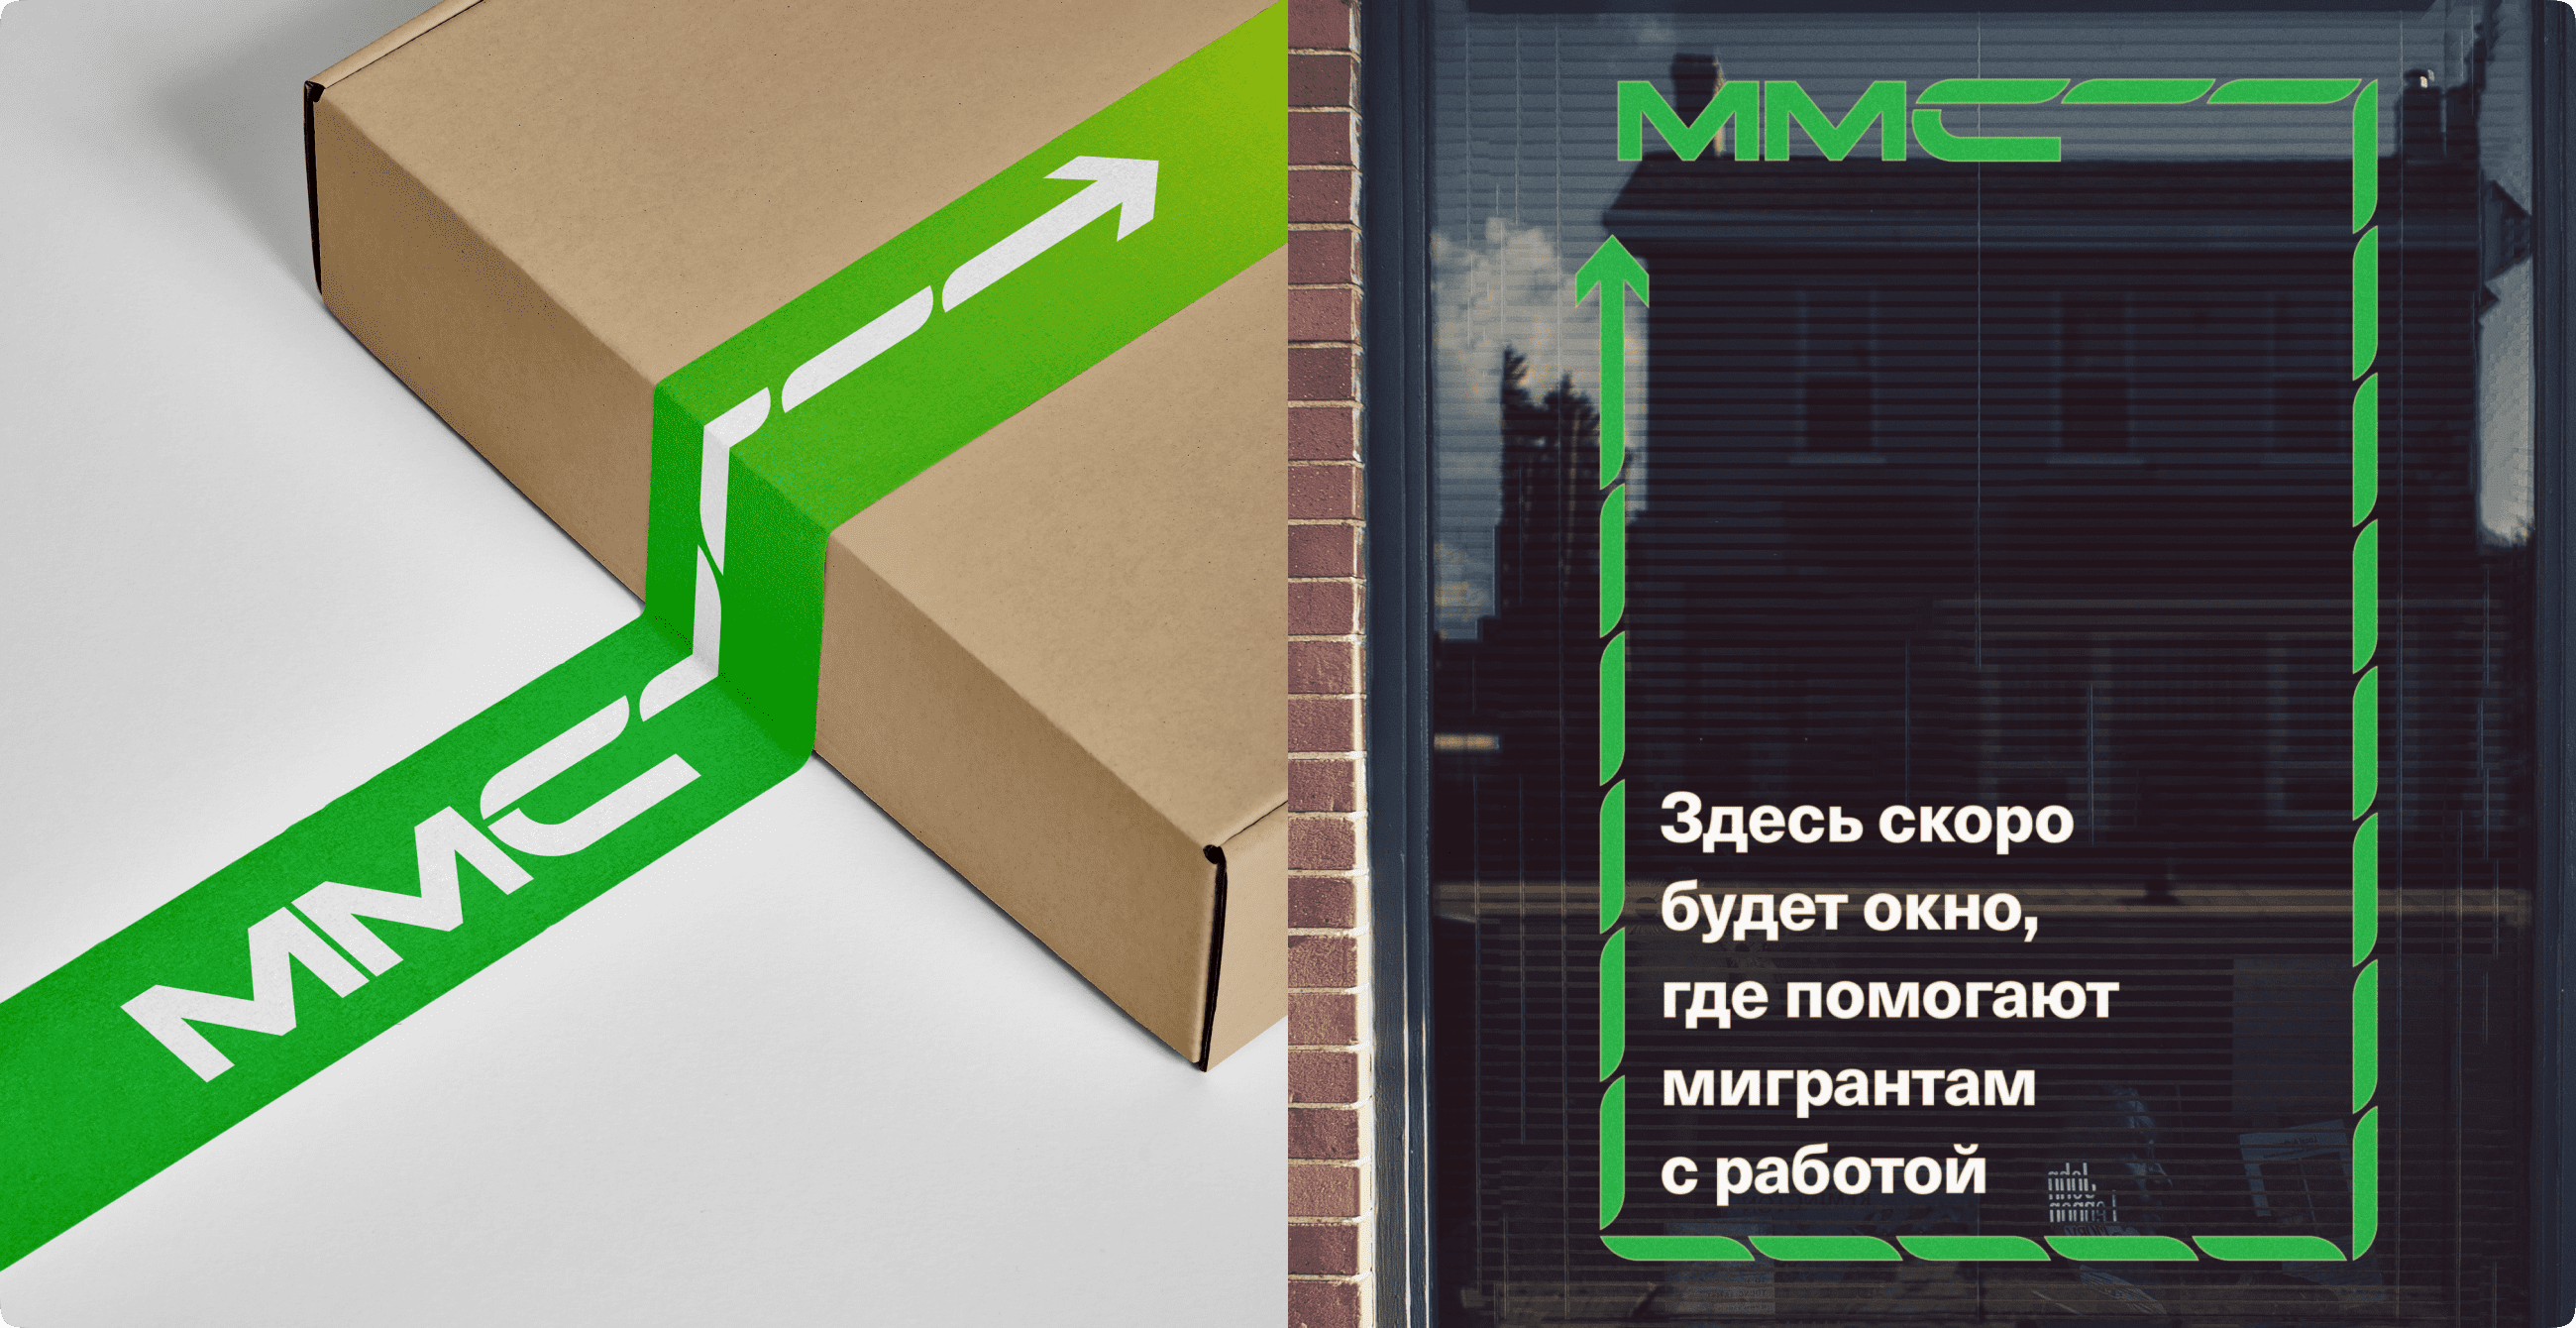 ММС
ММС
Здесь скоро
будет окно,
где помогают
мигрантам
с работой